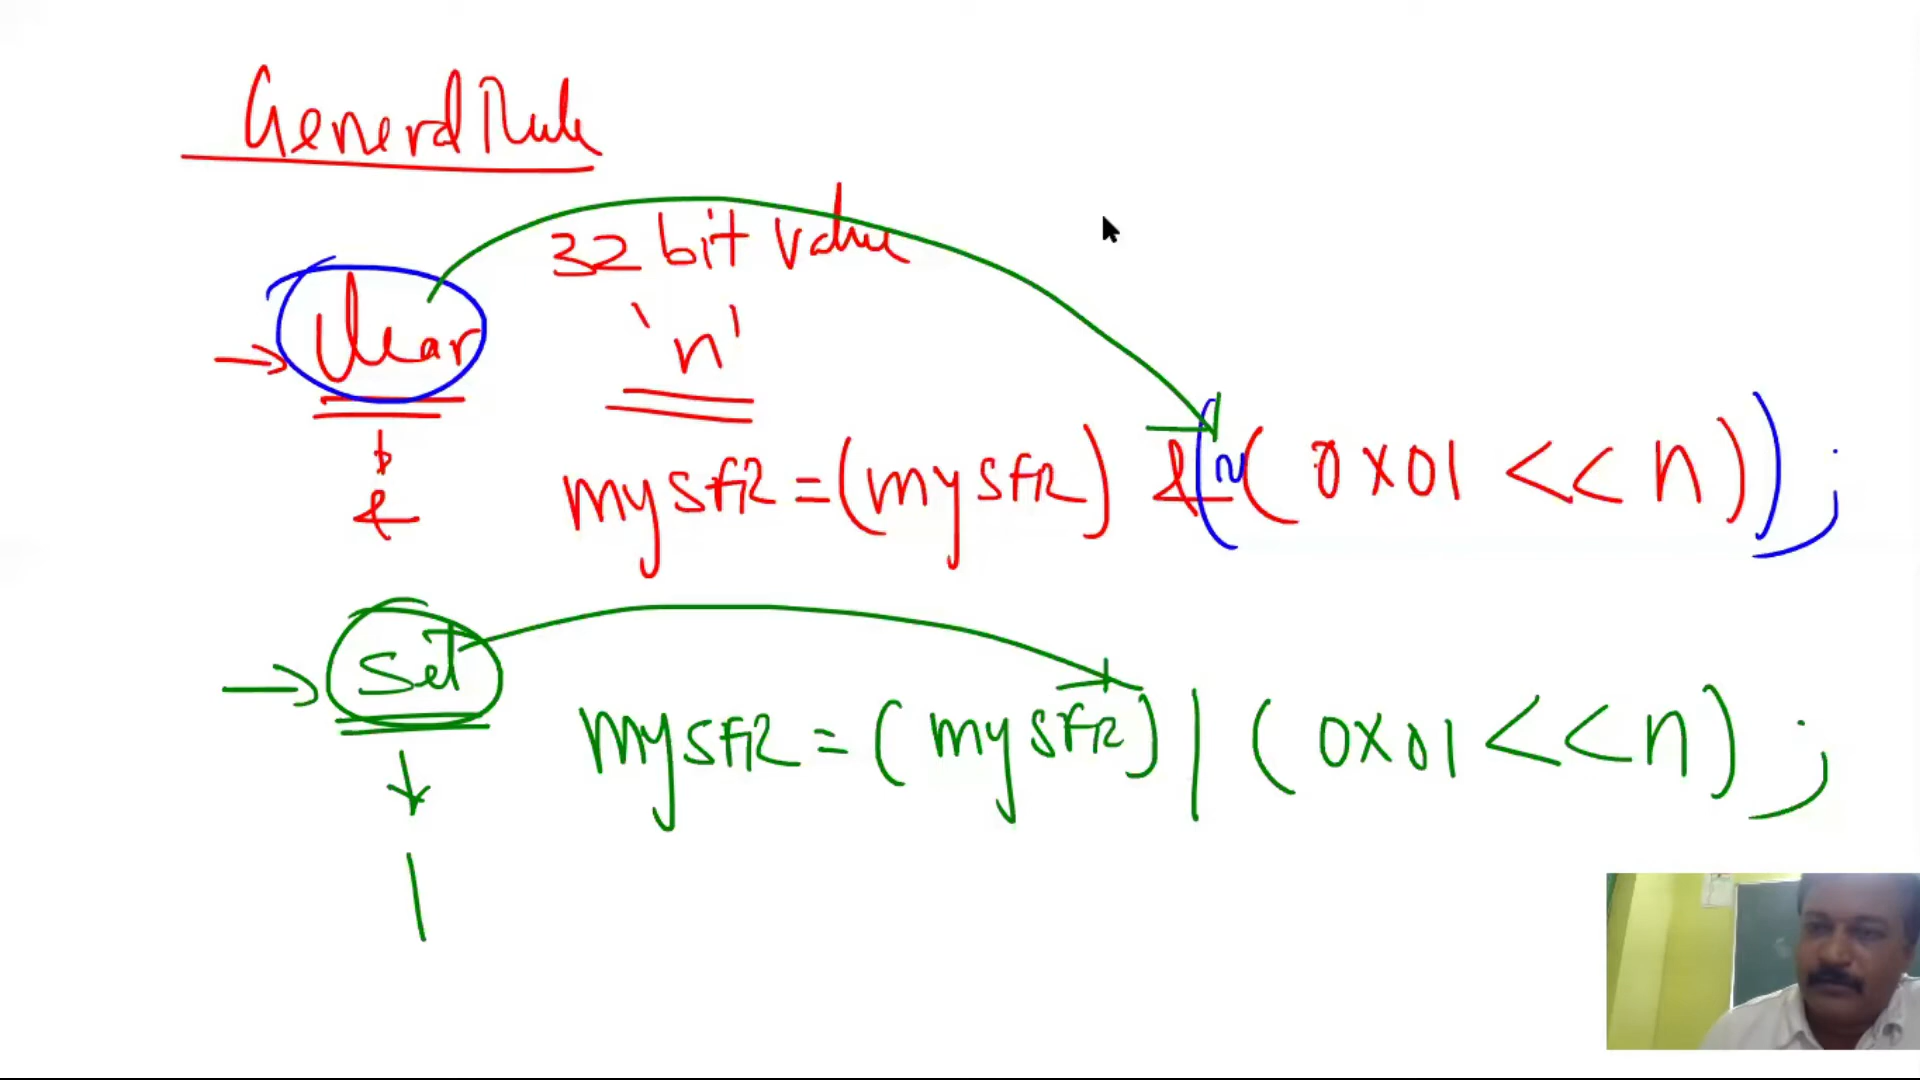 General Rule
32 bit value
Clear
'n'
&
mySFR = (mySFR) &(~( 0x01 << n));
Set
mySFR = (mySFR) | (0x01 << n);
|